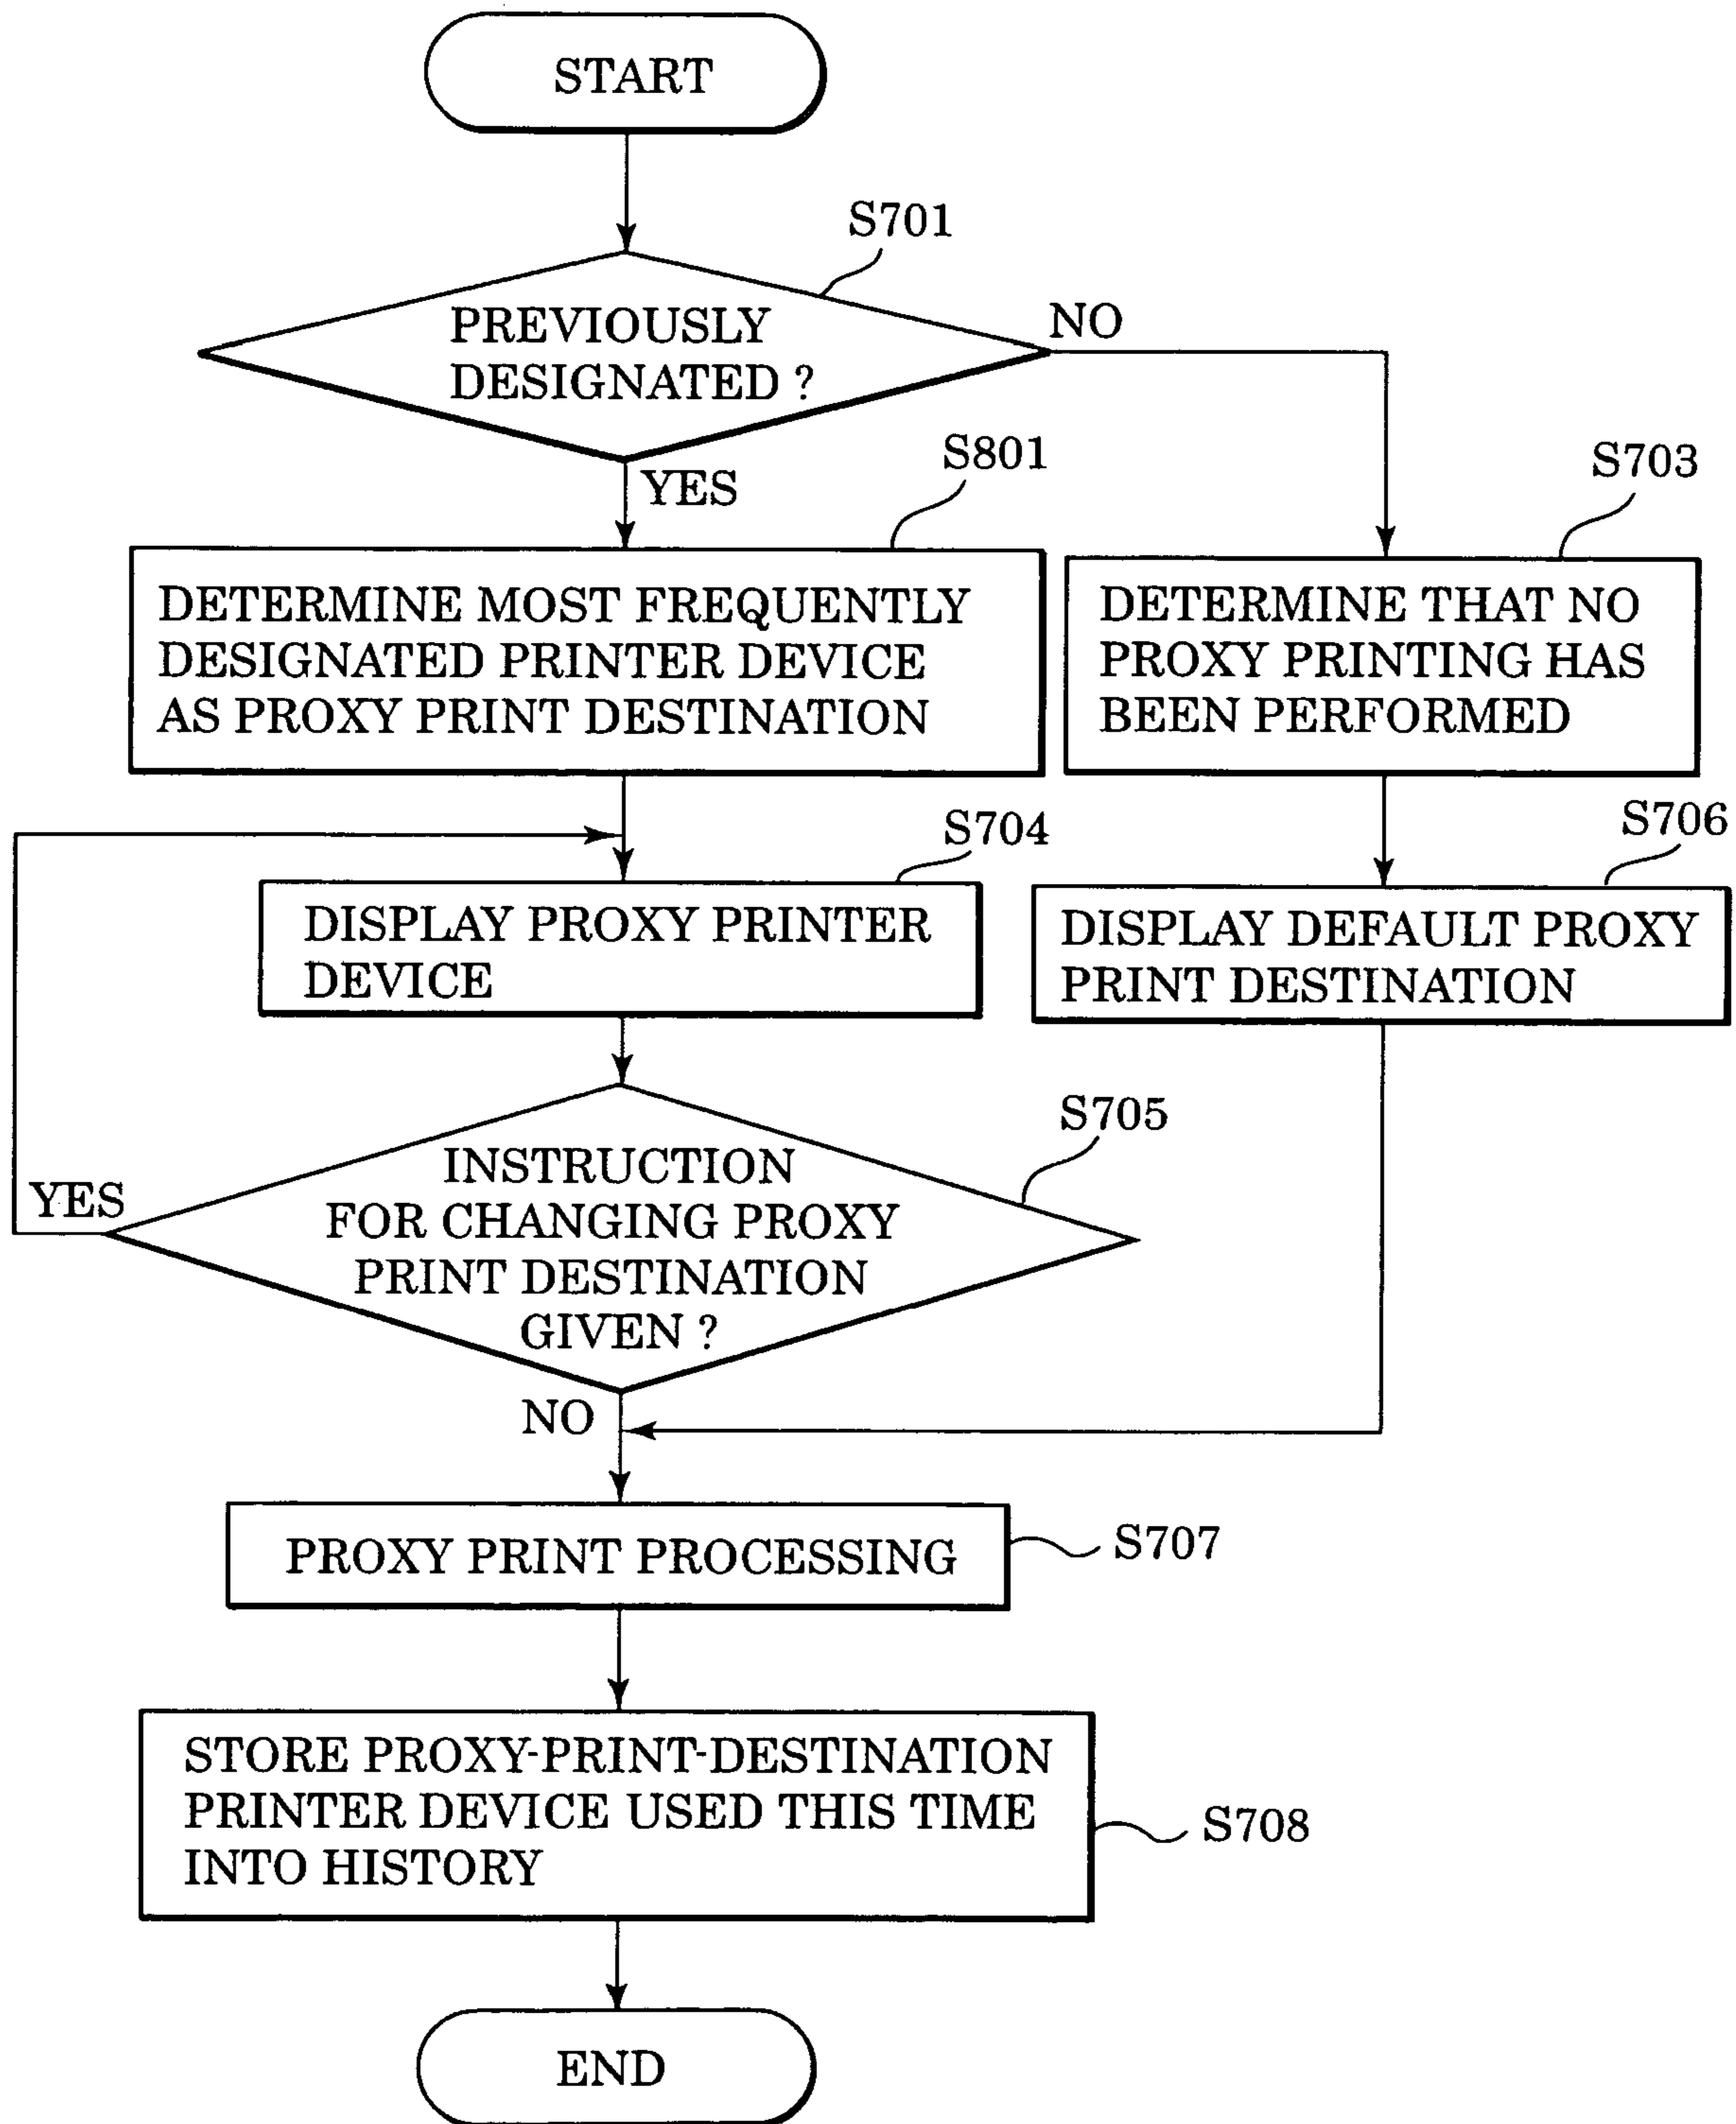 START
S701
PREVIOUSLY
DESIGNATED ?
NO
YES
S801
DETERMINE MOST FREQUENTLY
DESIGNATED PRINTER DEVICE
AS PROXY PRINT DESTINATION
S703
DETERMINE THAT NO
PROXY PRINTING HAS
BEEN PERFORMED
S704
DISPLAY PROXY PRINTER
DEVICE
S706
DISPLAY DEFAULT PROXY
PRINT DESTINATION
S705
INSTRUCTION
FOR CHANGING PROXY
PRINT DESTINATION
GIVEN ?
YES
NO
PROXY PRINT PROCESSING
S707
STORE PROXY-PRINT-DESTINATION
PRINTER DEVICE USED THIS TIME
INTO HISTORY
S708
END